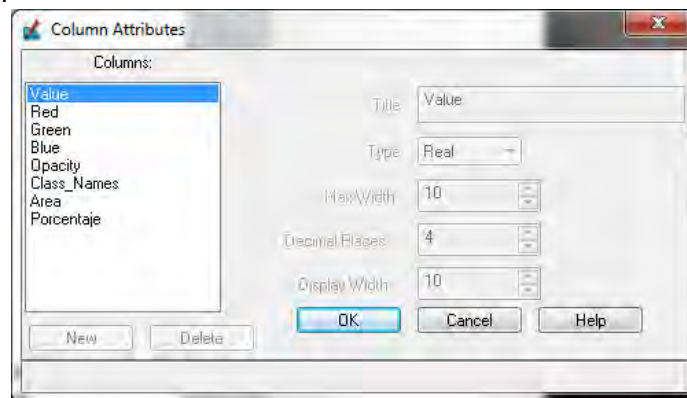 Column Attributes
Columns:
Value
Red
Green
Blue
Opacity
Class_Names
Area
Porcentaje
Title Value
Type Real
Max Width 10
Decimal Places 4
Display Width 10
New Delete
OK Cancel Help